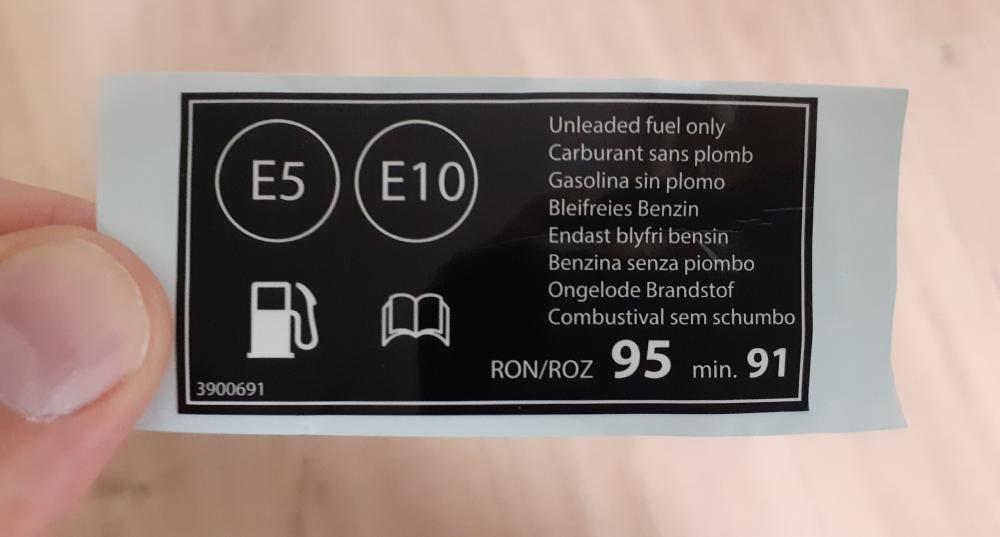 E5 E10
Unleaded fuel only
Carburant sans plomb
Gasolina sin plomo
Bleifreies Benzin
Endast blyfri bensin
Benzina senza piombo
Ongelode Brandstof
Combustival sem schumbo
RON/ROZ 95 min. 91
3900691